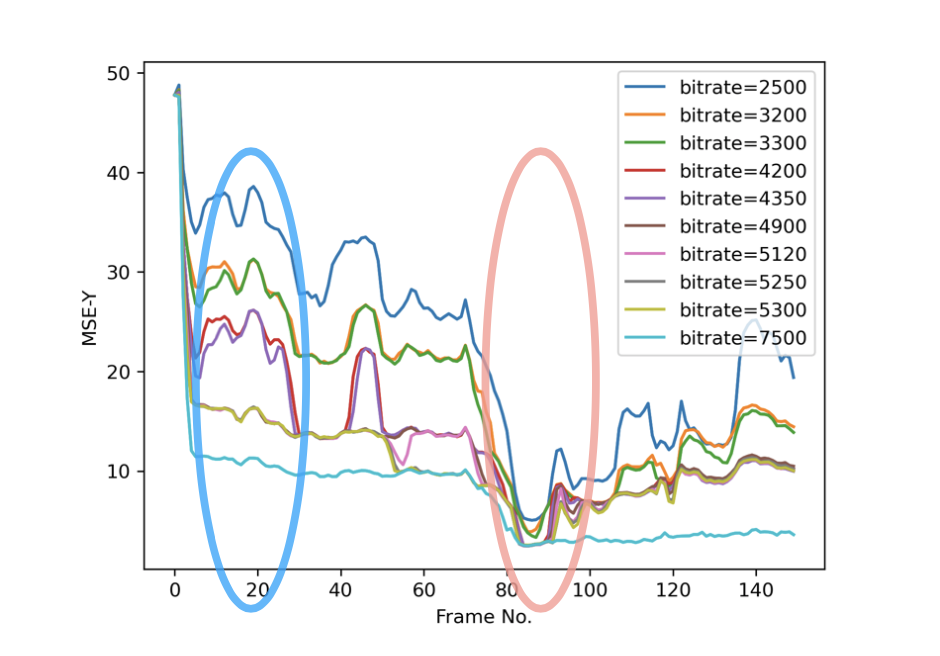 50
40
30
20
10
MSE-Y
bitrate=2500
bitrate=3200
bitrate=3300
bitrate=4200
bitrate=4350
bitrate=4900
bitrate=5120
bitrate=5250
bitrate=5300
bitrate=7500
0 20 40 60 80 100 120 140
Frame No.